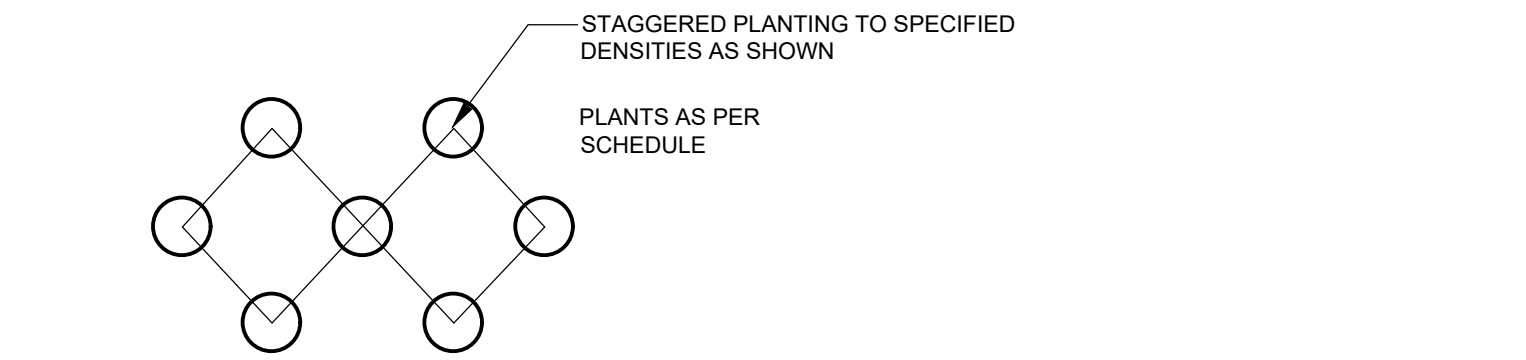 STAGGERED PLANTING TO SPECIFIED
DENSITIES AS SHOWN
PLANTS AS PER
SCHEDULE